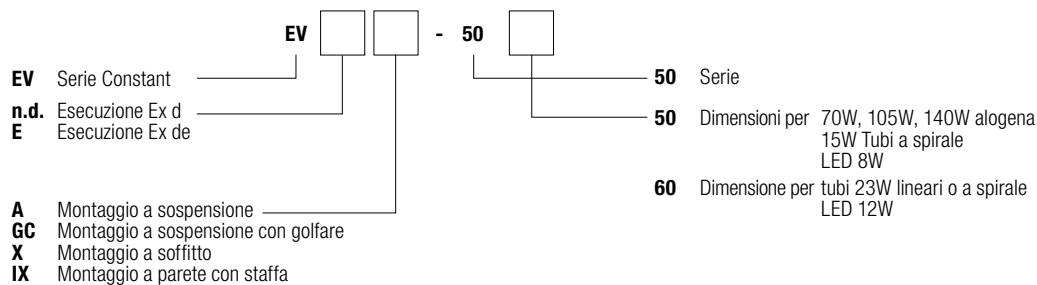 EV - 50
EV Serie Constant
n.d. Esecuzione Ex d
E Esecuzione Ex de
A Montaggio a sospensione
GC Montaggio a sospensione con golfare
X Montaggio a soffitto
IX Montaggio a parete con staffa
50 Serie
50 Dimensioni per 70W, 105W, 140W alogena
15W Tubi a spirale
LED 8W
60 Dimensione per tubi 23W lineari o a spirale
LED 12W